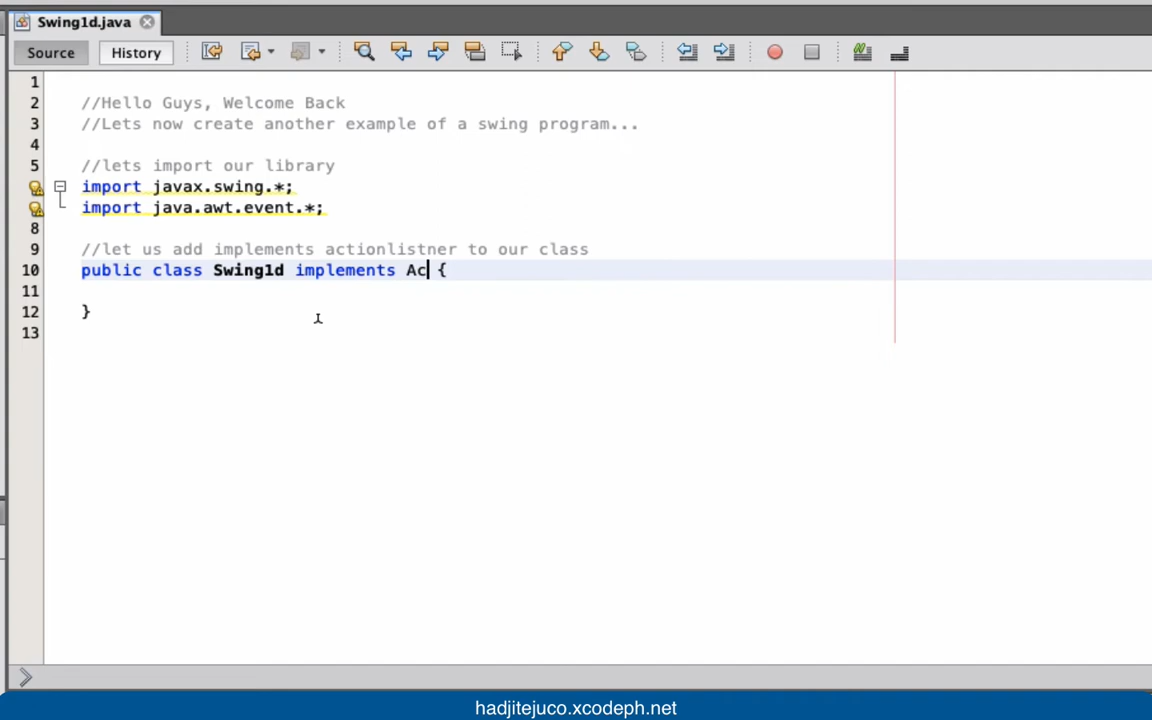 Swing1d.java
Source History
1
2 //Hello Guys, Welcome Back
3 //Lets now create another example of a swing program...
4
5 //lets import our library
import javax.swing.*;
import java.awt.event.*;
8
9 //let us add implements actionlistner to our class
10 public class Swing1d implements Ac {
11
12 }
13
hadjitejuco.xcodeph.net